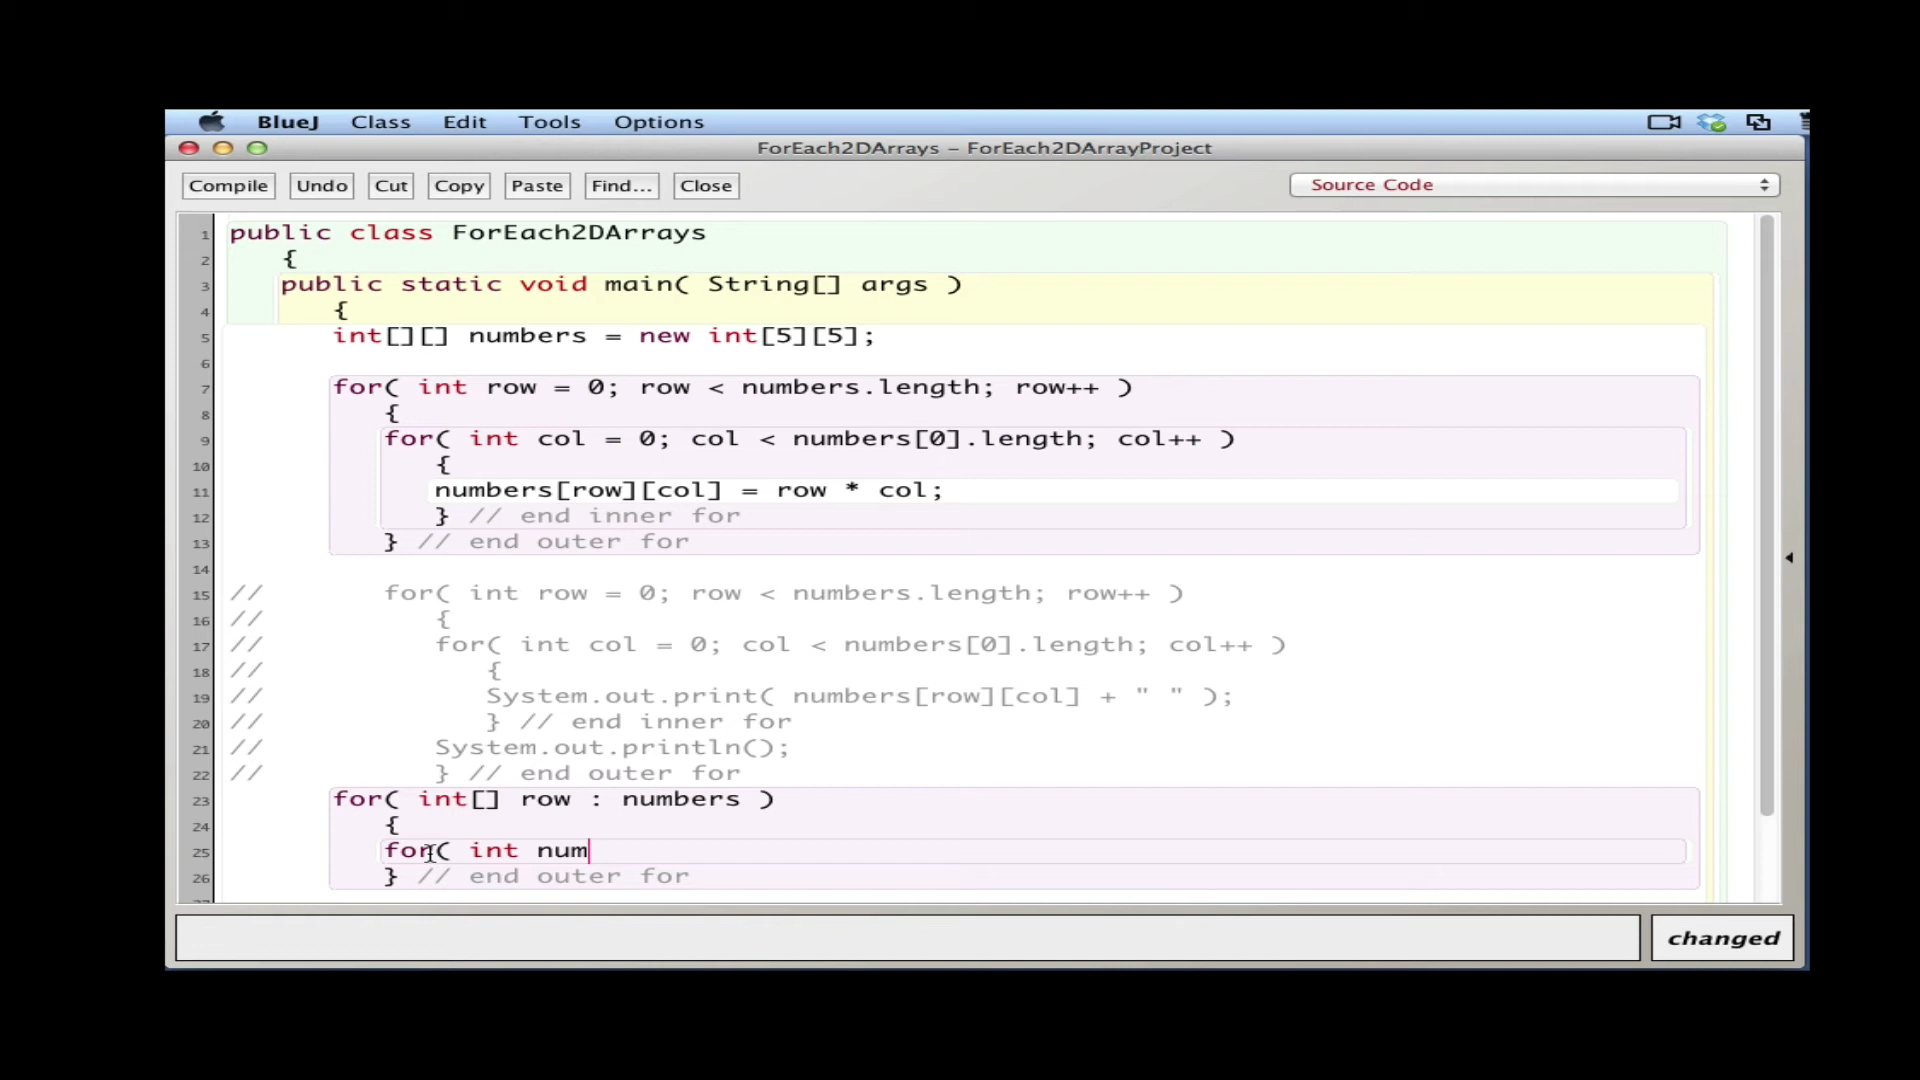 BlueJ Class Edit Tools Options
ForEach2DArrays – ForEach2DArrayProject
Compile Undo Cut Copy Paste Find... Close Source Code
1 public class ForEach2DArrays
2 {
3 public static void main( String[] args )
4 {
5 int[][] numbers = new int[5][5];
6
7 for( int row = 0; row < numbers.length; row++ )
8 {
9 for( int col = 0; col < numbers[0].length; col++ )
10 {
11 numbers[row][col] = row * col;
12 } // end inner for
13 } // end outer for
14
15 // for( int row = 0; row < numbers.length; row++ )
16 // {
17 // for( int col = 0; col < numbers[0].length; col++ )
18 // {
19 // System.out.print( numbers[row][col] + " " );
20 // } // end inner for
21 // System.out.println();
22 // } // end outer for
23 for( int[] row : numbers )
24 {
25 for( int num
26 } // end outer for
changed